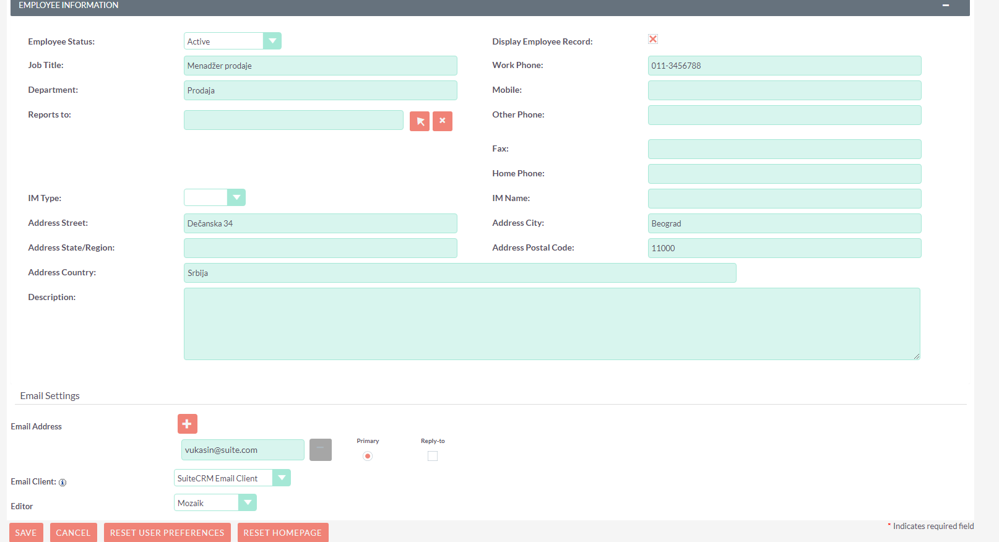 EMPLOYEE INFORMATION
Employee Status: Active Display Employee Record:
Job Title: Menadžer prodaje Work Phone: 011-3456788
Department: Prodaja Mobile:
Reports to: Other Phone:
Fax:
Home Phone:
IM Type: IM Name:
Address Street: Dečanska 34 Address City: Beograd
Address State/Region: Address Postal Code: 11000
Address Country: Srbija
Description:
Email Settings
Email Address
Primary Reply-to
vukasin@suite.com
Email Client: SuiteCRM Email Client
Editor Mozaik
* Indicates required field
SAVE CANCEL RESET USER PREFERENCES RESET HOMEPAGE